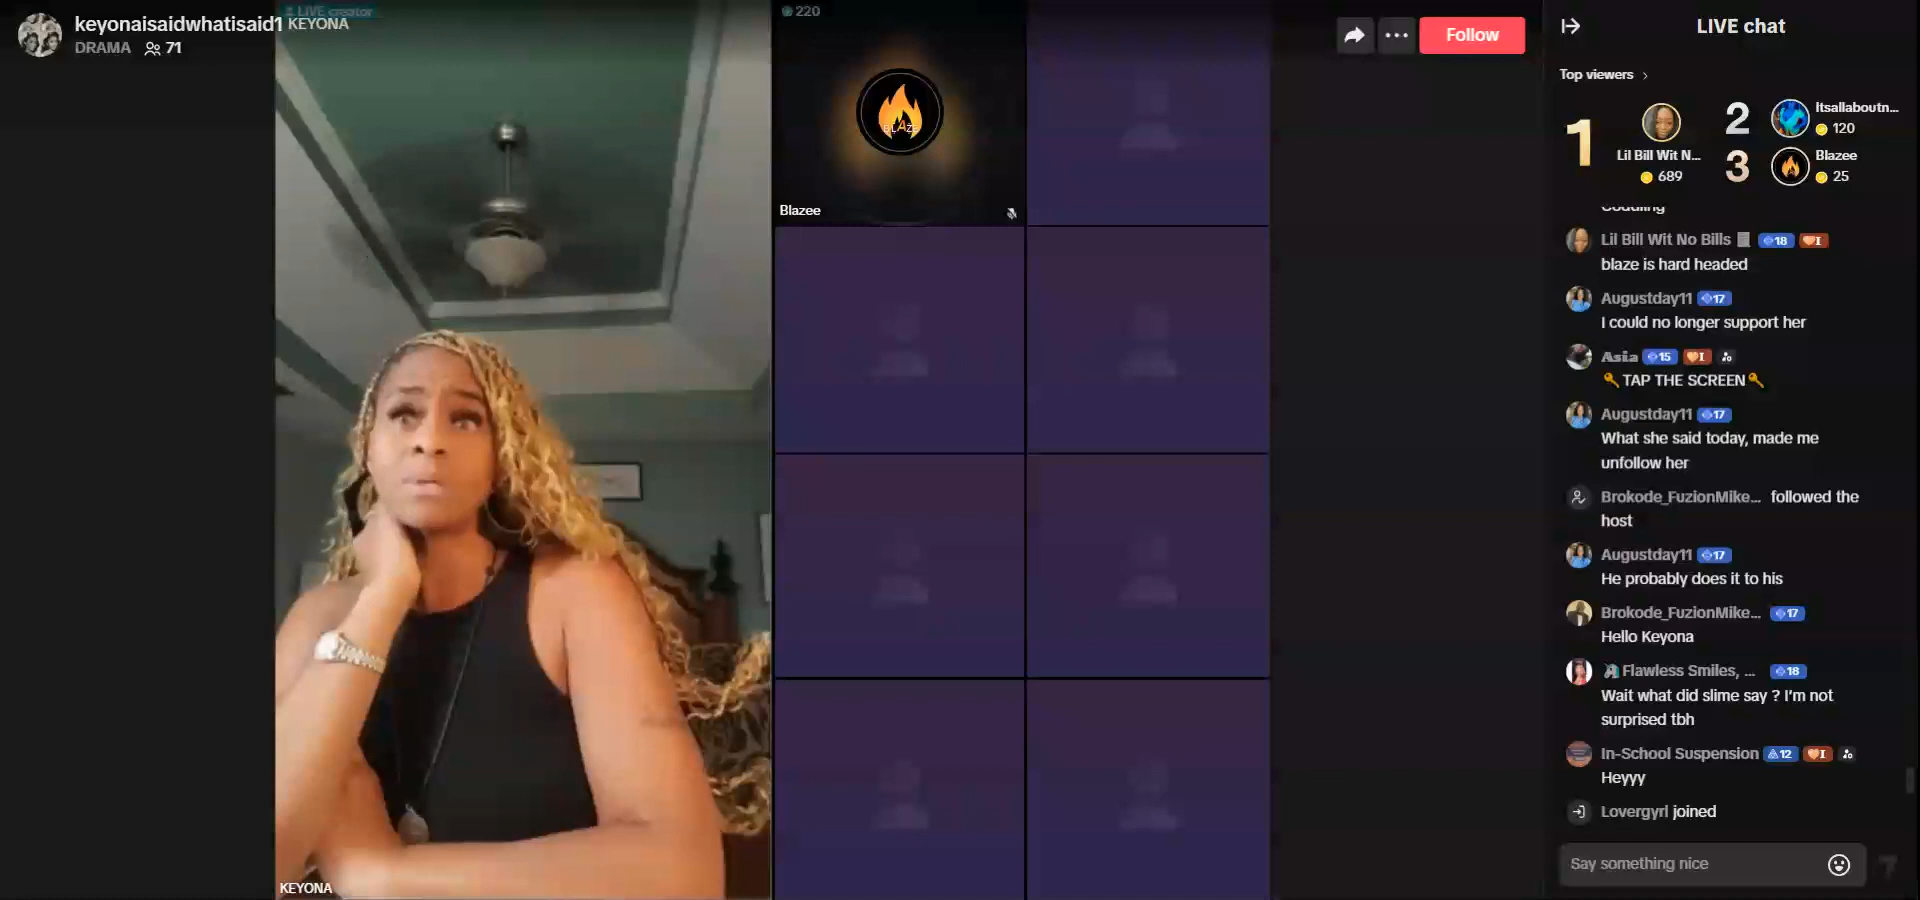 keyonaisaidwhatisaid1
DRAMA 71
LIVE creator
KEYONA
220
Follow
BLAZE
Blazee
KEYONA
LIVE chat
Top viewers
1
Lil Bill Wit N...
689
2
Itsallaboutn...
120
3
Blazee
25
Coddling
Lil Bill Wit No Bills 18 I
blaze is hard headed
Augustday11 17
I could no longer support her
Asia 15 I
TAP THE SCREEN
Augustday11 17
What she said today, made me
unfollow her
Brokode_FuzionMike... followed the
host
Augustday11 17
He probably does it to his
Brokode_FuzionMike... 17
Hello Keyona
Flawless Smiles, ... 18
Wait what did slime say ? I'm not
surprised tbh
In-School Suspension 12 I
Heyyy
Lovergyrl joined
Say something nice